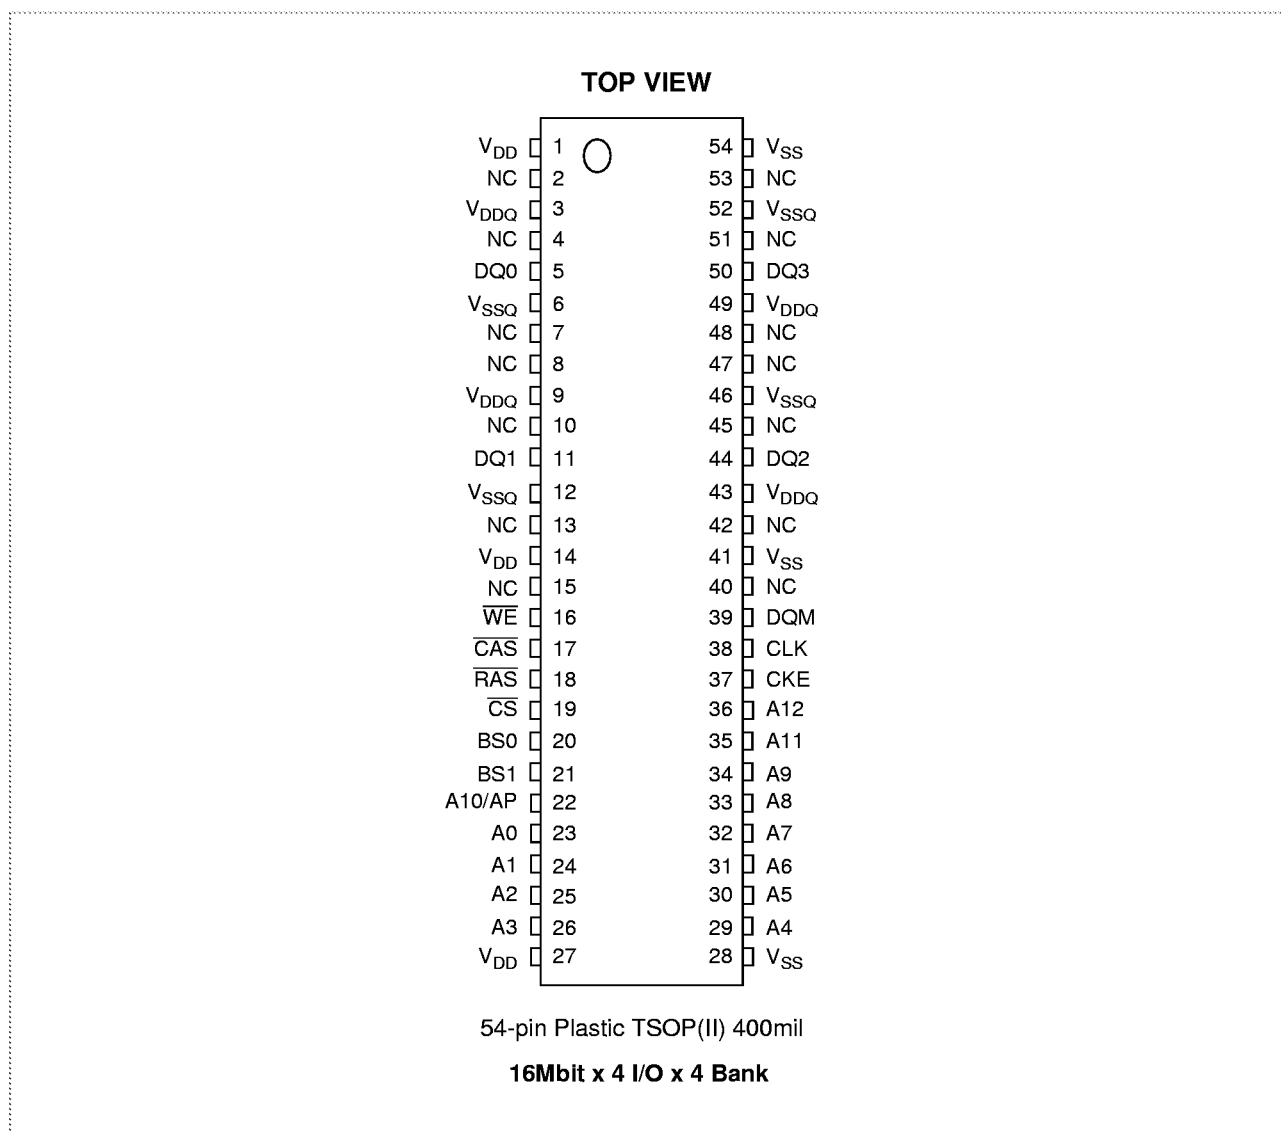 TOP VIEW
VDD 1 54 VSS
NC 2 53 NC
VDDQ 3 52 VSSQ
NC 4 51 NC
DQ0 5 50 DQ3
VSSQ 6 49 VDDQ
NC 7 48 NC
NC 8 47 NC
VDDQ 9 46 VSSQ
NC 10 45 NC
DQ1 11 44 DQ2
VSSQ 12 43 VDDQ
NC 13 42 NC
VDD 14 41 VSS
NC 15 40 NC
WE 16 39 DQM
CAS 17 38 CLK
RAS 18 37 CKE
CS 19 36 A12
BS0 20 35 A11
BS1 21 34 A9
A10/AP 22 33 A8
A0 23 32 A7
A1 24 31 A6
A2 25 30 A5
A3 26 29 A4
VDD 27 28 VSS
54-pin Plastic TSOP(II) 400mil
16Mbit x 4 I/O x 4 Bank